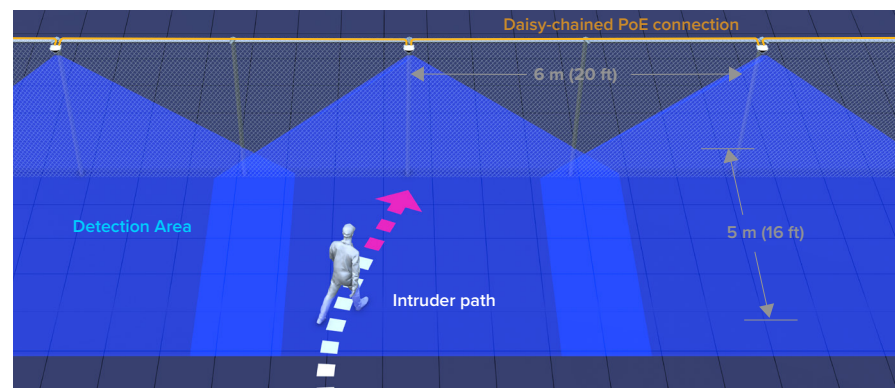 Daisy-chained PoE connection
6 m (20 ft)
Detection Area
5 m (16 ft)
Intruder path